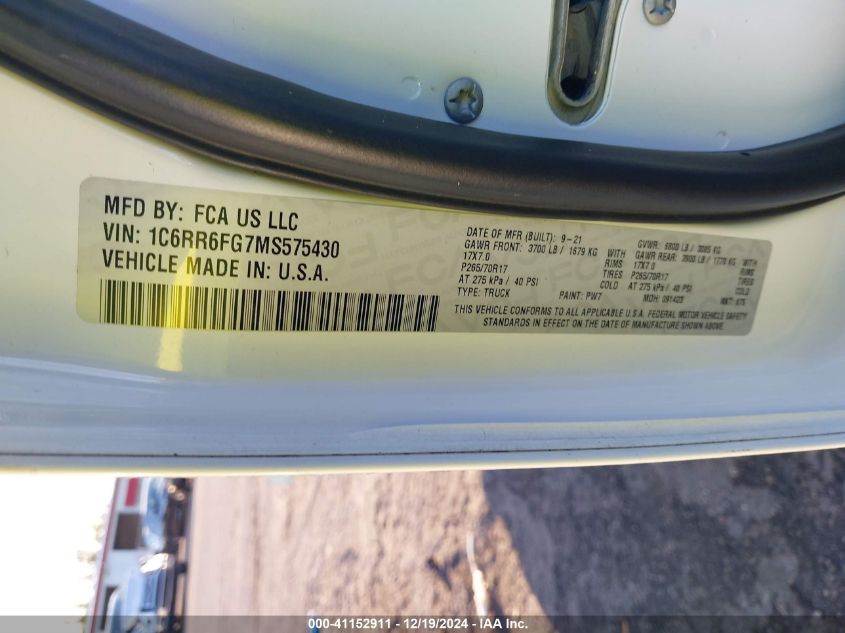 MFD BY: FCA US LLC
VIN: 1C6RR6FG7MS575430
VEHICLE MADE IN: U.S.A.
DATE OF MFR (BUILT): 9-21 GVWR: 6800 LB / 3085 KG
GAWR FRONT: 3700 LB / 1679 KG WITH GAWR REAR: 3900 LB / 1770 KG WITH
17X7.0 RIMS 17X7.0 RIMS
P265/70R17 TIRES P265/70R17 TIRES
AT 275 kPa / 40 PSI COLD AT 275 kPa / 40 PSI COLD
TYPE: TRUCK PAINT: PW7 MDH: 091423 MKT:
THIS VEHICLE CONFORMS TO ALL APPLICABLE U.S.A. FEDERAL MOTOR VEHICLE SAFETY
STANDARDS IN EFFECT ON THE DATE OF MANUFACTURE SHOWN ABOVE.
000-41152911 - 12/19/2024 - IAA Inc.